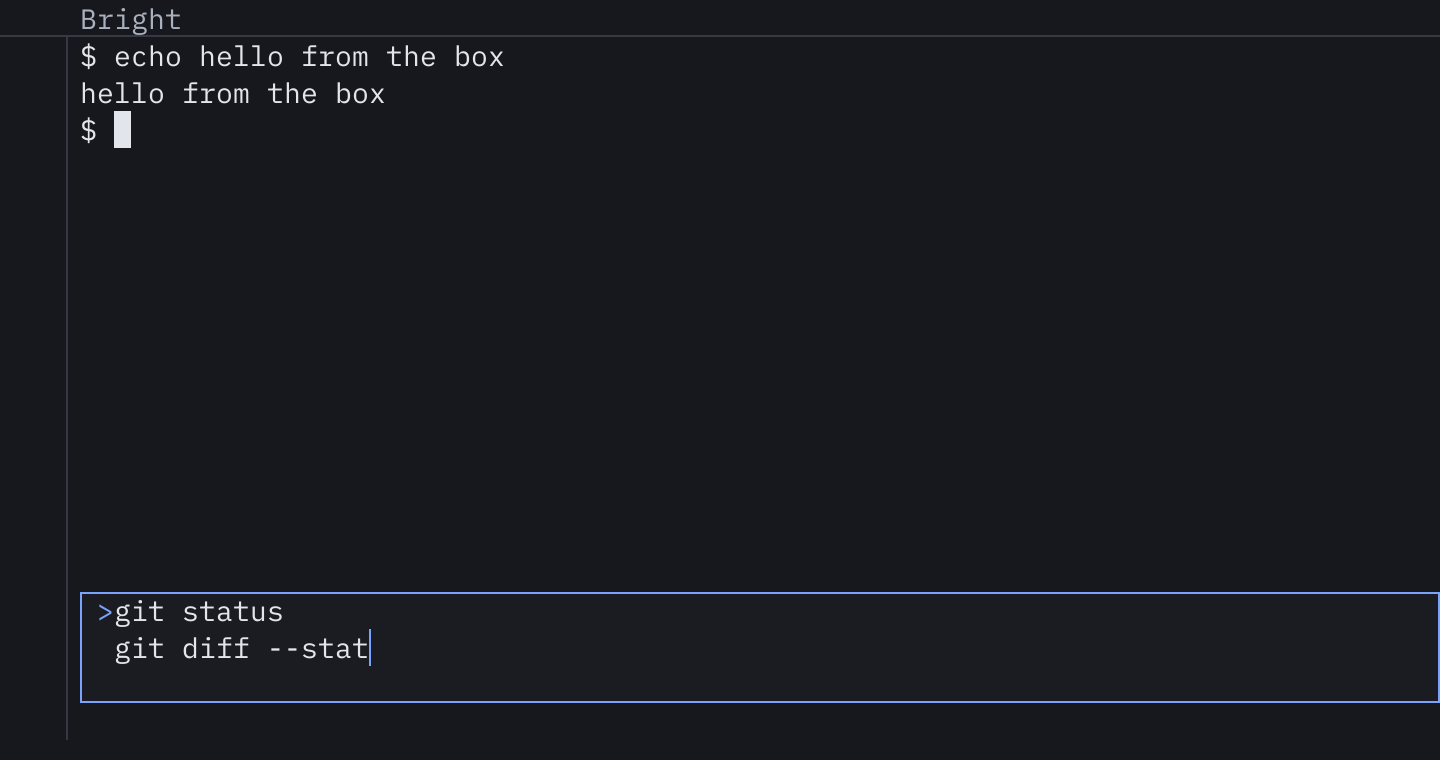 Bright
$ echo hello from the box
hello from the box
$
>git status
git diff --stat